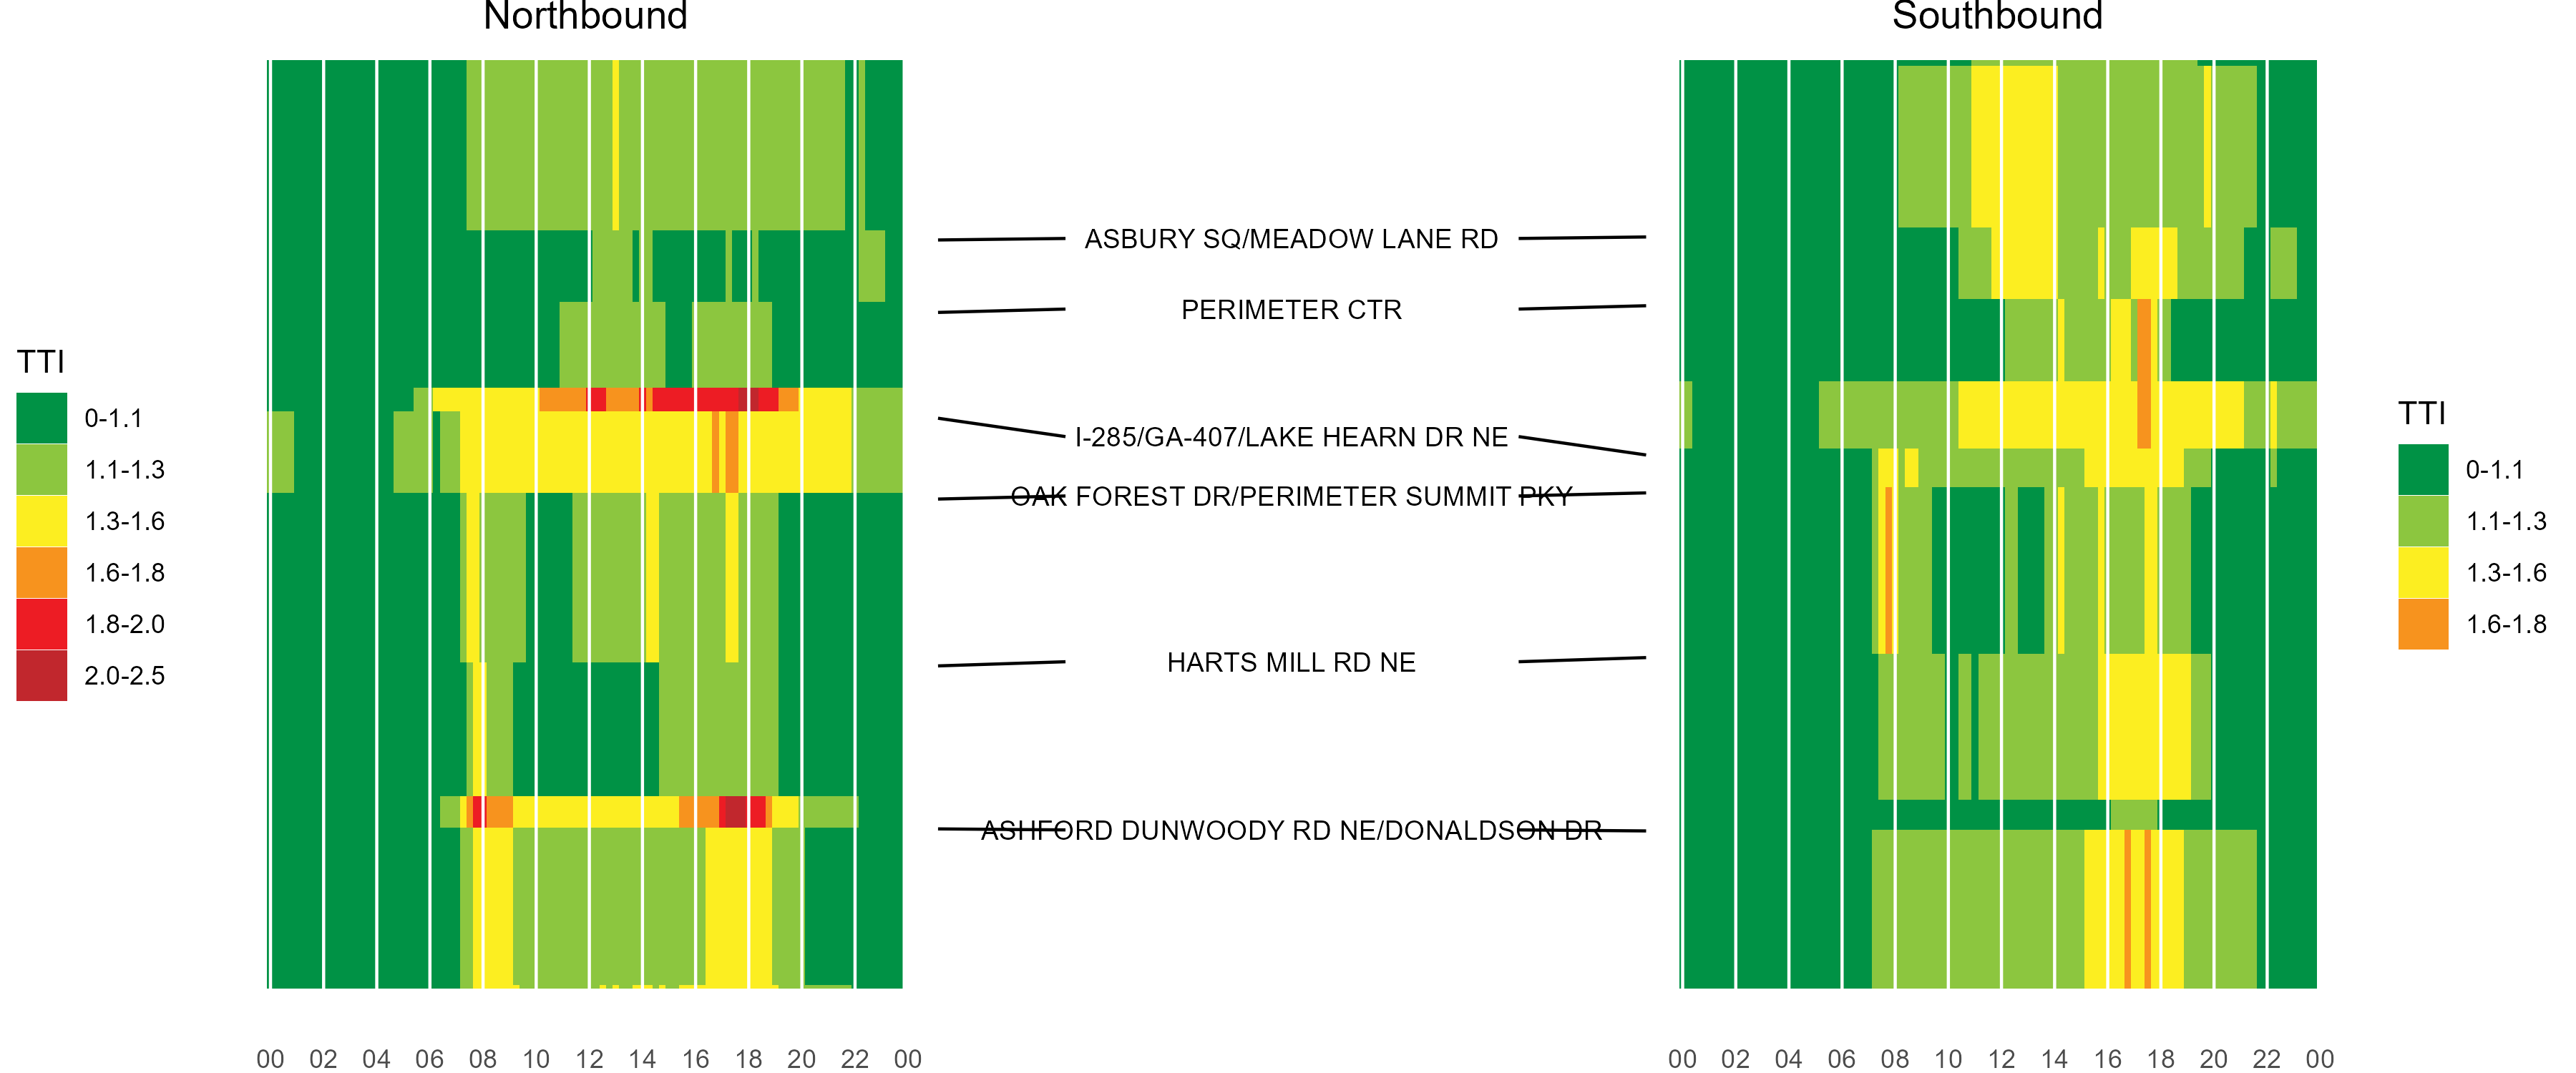 Northbound
Southbound
ASBURY SQ/MEADOW LANE RD
PERIMETER CTR
I-285/GA-407/LAKE HEARN DR NE
OAK FOREST DR/PERIMETER SUMMIT PKY
HARTS MILL RD NE
ASHFORD DUNWOODY RD NE/DONALDSON DR
TTI
0-1.1
1.1-1.3
1.3-1.6
1.6-1.8
1.8-2.0
2.0-2.5
TTI
0-1.1
1.1-1.3
1.3-1.6
1.6-1.8
00 02 04 06 08 10 12 14 16 18 20 22 00
00 02 04 06 08 10 12 14 16 18 20 22 00